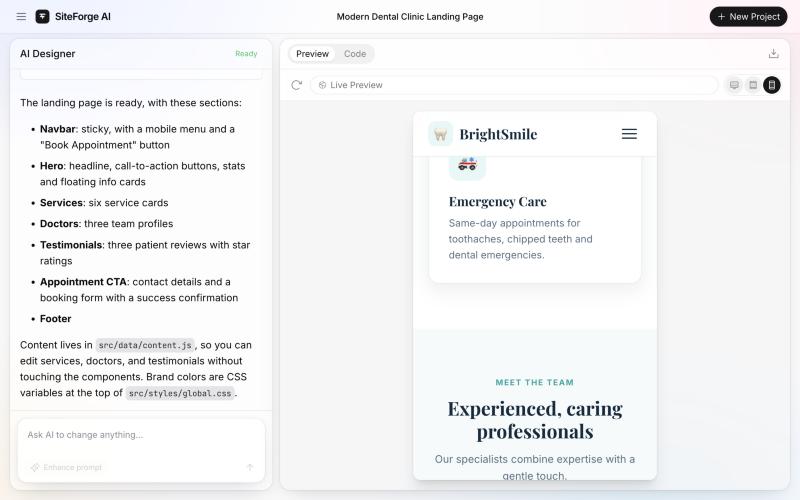 SiteForge AI
Modern Dental Clinic Landing Page
+ New Project
AI Designer
Ready
The landing page is ready, with these sections:
• Navbar: sticky, with a mobile menu and a
"Book Appointment" button
• Hero: headline, call-to-action buttons, stats
and floating info cards
• Services: six service cards
• Doctors: three team profiles
• Testimonials: three patient reviews with star
ratings
• Appointment CTA: contact details and a
booking form with a success confirmation
• Footer
Content lives in src/data/content.js, so you can
edit services, doctors, and testimonials without
touching the components. Brand colors are CSS
variables at the top of src/styles/global.css.
Ask AI to change anything...
Enhance prompt
Preview
Code
Live Preview
BrightSmile
Emergency Care
Same-day appointments for
toothaches, chipped teeth and
dental emergencies.
MEET THE TEAM
Experienced, caring
professionals
Our specialists combine expertise with a
gentle touch.